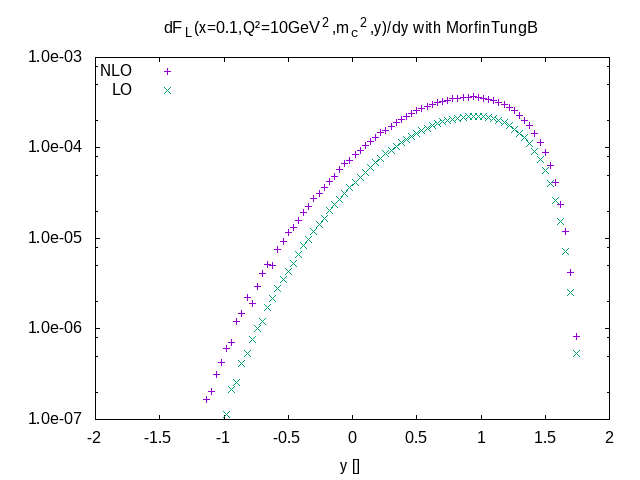 dF_L(x=0.1,Q²=10GeV²,m_c²,y)/dy with MorfinTungB
1.0e-03
NLO
LO
1.0e-04
1.0e-05
1.0e-06
1.0e-07
-2 -1.5 -1 -0.5 0 0.5 1 1.5 2
y []